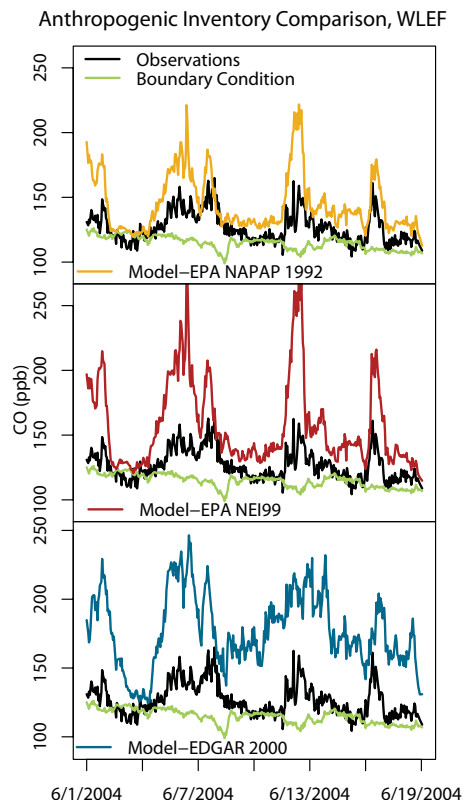 Anthropogenic Inventory Comparison, WLEF
Observations
Boundary Condition
250
200
150
100
Model−EPA NAPAP 1992
CO (ppb)
250
200
150
100
Model−EPA NEI99
250
200
150
100
Model−EDGAR 2000
6/1/2004 6/7/2004 6/13/2004 6/19/2004